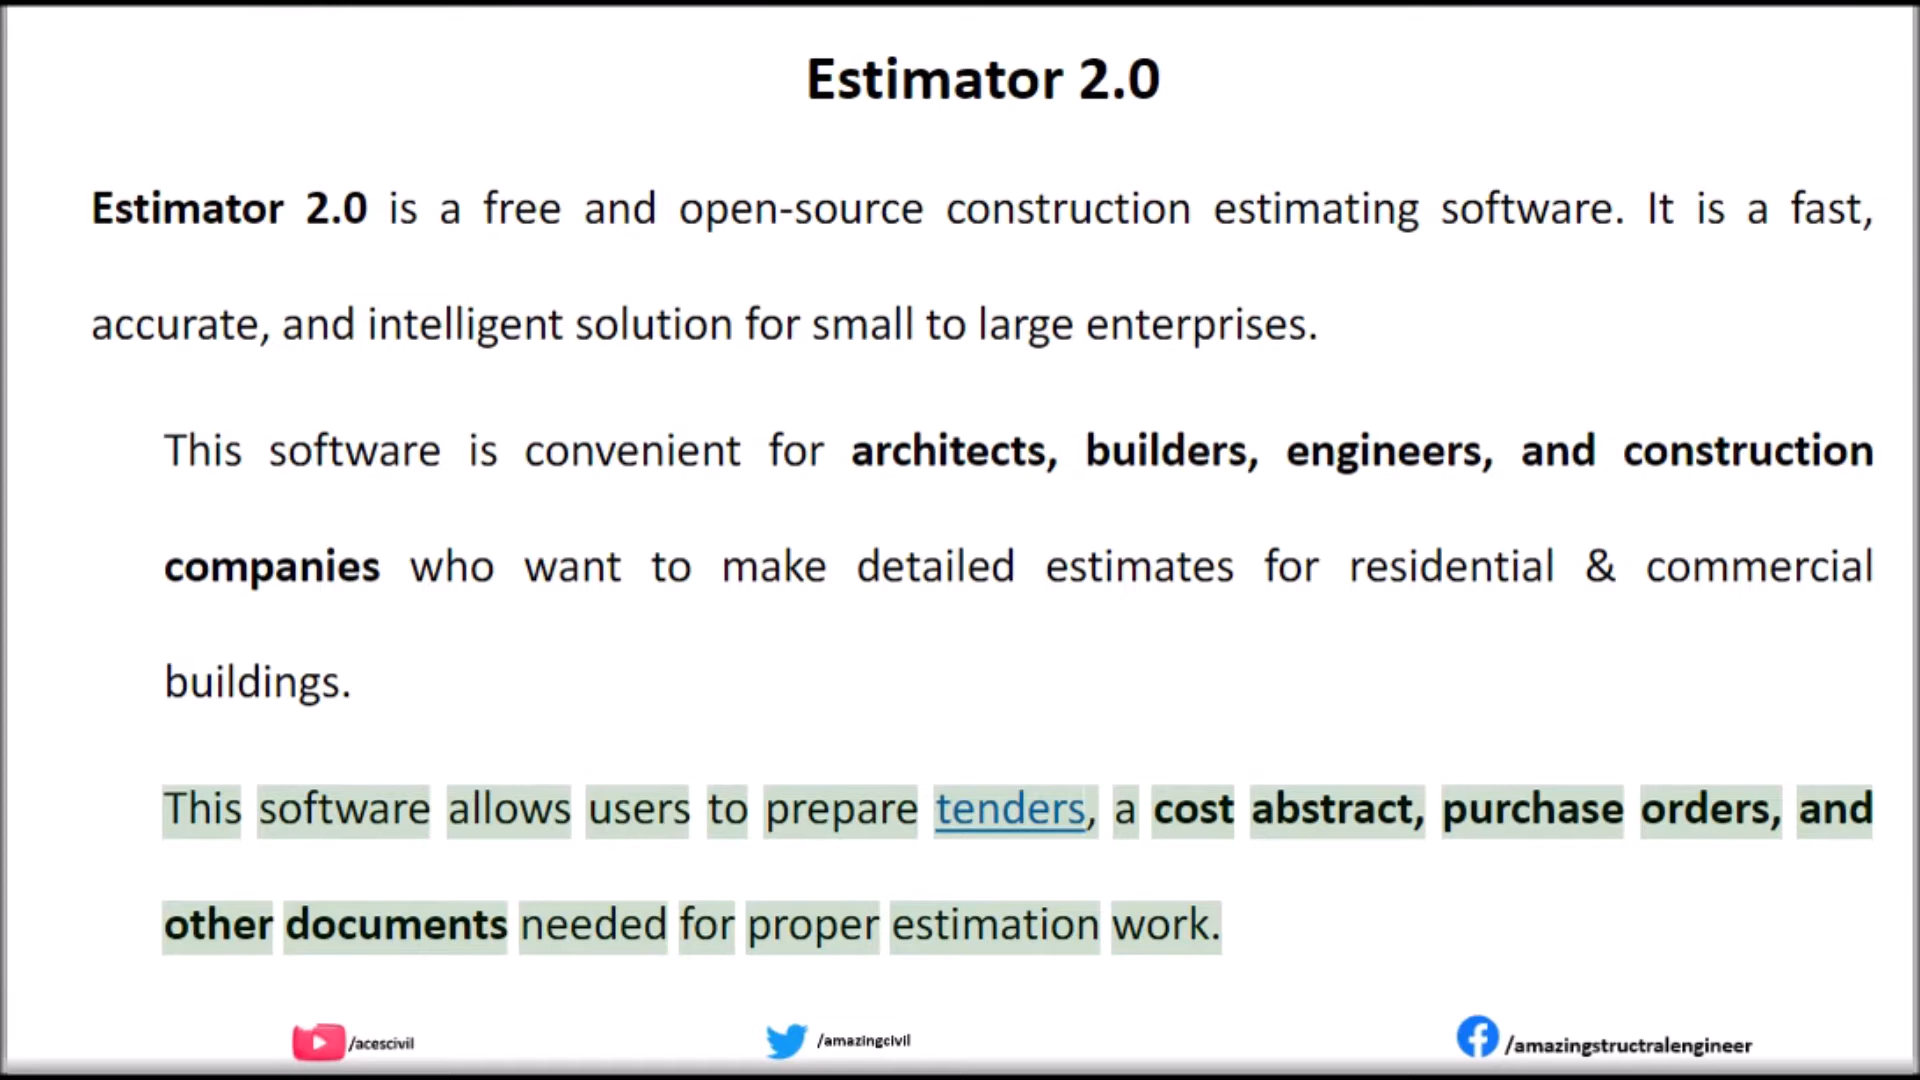 Estimator 2.0
Estimator 2.0 is a free and open-source construction estimating software. It is a fast,
accurate, and intelligent solution for small to large enterprises.
This software is convenient for architects, builders, engineers, and construction
companies who want to make detailed estimates for residential & commercial
buildings.
This software allows users to prepare tenders, a cost abstract, purchase orders, and
other documents needed for proper estimation work.
/acescivil
/amazingcivil
/amazingstructralengineer